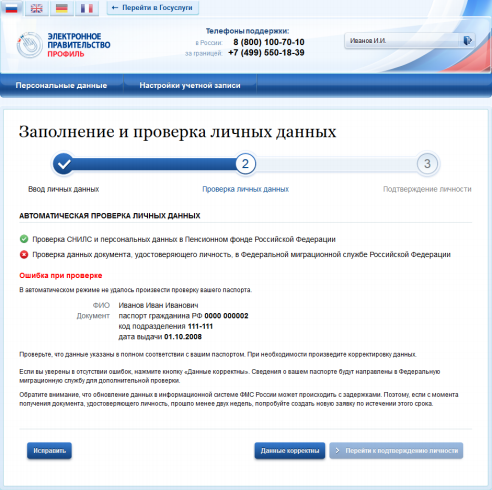 ← Перейти в Госуслуги
ЭЛЕКТРОННОЕ
ПРАВИТЕЛЬСТВО
ПРОФИЛЬ
Телефоны поддержки:
в России: 8 (800) 100-70-10
за границей: +7 (499) 550-18-39
Иванов И.И.
Персональные данные Настройки учетной записи
Заполнение и проверка личных данных
2 3
Ввод личных данных Проверка личных данных Подтверждение личности
АВТОМАТИЧЕСКАЯ ПРОВЕРКА ЛИЧНЫХ ДАННЫХ
Проверка СНИЛС и персональных данных в Пенсионном фонде Российской Федерации
Проверка данных документа, удостоверяющего личность, в Федеральной миграционной службе Российской Федерации
Ошибка при проверке
В автоматическом режиме не удалось произвести проверку вашего паспорта.
ФИО Иванов Иван Иванович
Документ паспорт гражданина РФ 0000 000002
код подразделения 111-111
дата выдачи 01.10.2008
Проверьте, что данные указаны в полном соответствии с вашим паспортом. При необходимости произведите корректировку данных.
Если вы уверены в отсутствии ошибок, нажмите кнопку «Данные корректны». Сведения о вашем паспорте будут направлены в Федеральную
миграционную службу для дополнительной проверки.
Обратите внимание, что обновление данных в информационной системе ФМС России может происходить с задержками. Поэтому, если с момента
получения документа, удостоверяющего личность, прошло менее двух недель, попробуйте создать новую заявку по истечении этого срока.
Исправить Данные корректны Перейти к подтверждению личности